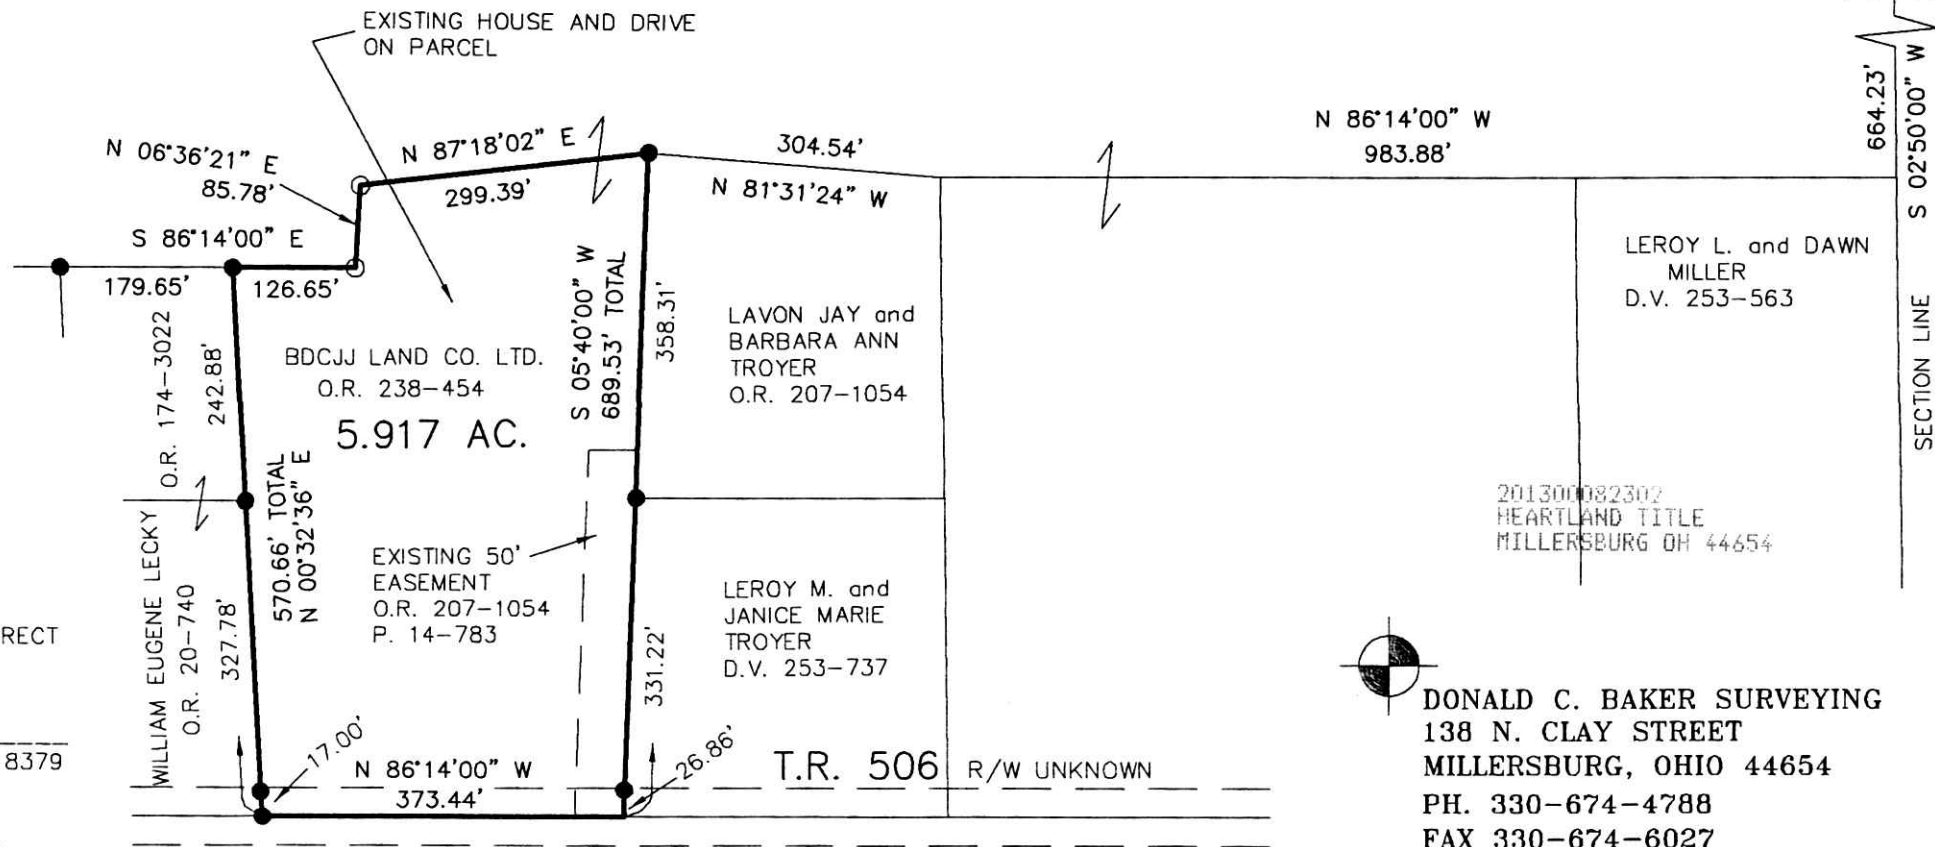 EXISTING HOUSE AND DRIVE
ON PARCEL
N 06°36'21" E
85.78'
N 87°18'02" E
299.39'
304.54'
N 81°31'24" W
N 86°14'00" W
983.88'
664.23'
S 02°50'00" W
SECTION LINE
S 86°14'00" E
179.65'
126.65'
O.R. 174-3022
242.88'
BDCJJ LAND CO. LTD.
O.R. 238-454
5.917 AC.
S 05°40'00" W
689.53' TOTAL
358.31'
LAVON JAY and
BARBARA ANN
TROYER
O.R. 207-1054
LEROY L. and DAWN
MILLER
D.V. 253-563
201300082302
HEARTLAND TITLE
MILLERSBURG OH 44654
570.66' TOTAL
N 00°32'36" E
WILLIAM EUGENE LECKY
O.R. 20-740
327.78'
EXISTING 50'
EASEMENT
O.R. 207-1054
P. 14-783
LEROY M. and
JANICE MARIE
TROYER
D.V. 253-737
331.22'
RECT
8379
17.00'
N 86°14'00" W
373.44'
26.86'
T.R. 506
R/W UNKNOWN
DONALD C. BAKER SURVEYING
138 N. CLAY STREET
MILLERSBURG, OHIO 44654
PH. 330-674-4788
FAX 330-674-6027